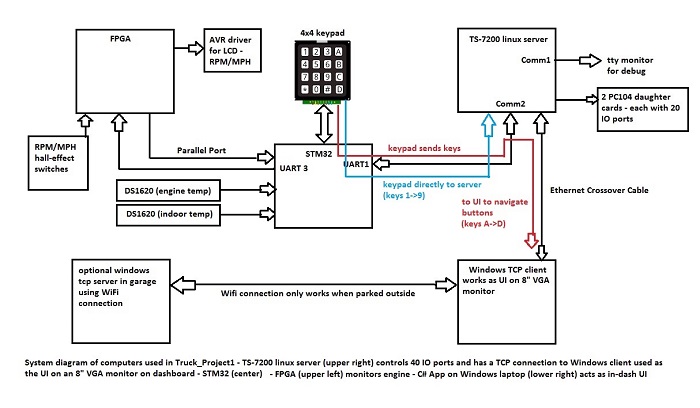 FPGA
AVR driver
for LCD -
RPM/MPH
4x4 keypad
1 2 3 A
4 5 6 B
7 8 9 C
* 0 # D
TS-7200 linux server
Comm1
tty monitor
for debug
Comm2
2 PC104 daughter
cards - each with 20
IO ports
RPM/MPH
hall-effect
switches
Parallel Port
STM32
UART 3
UART1
keypad sends keys
keypad directly to server
(keys 1->9)
DS1620 (engine temp)
DS1620 (indoor temp)
to UI to navigate
buttons
(keys A->D)
Ethernet Crossover Cable
optional windows
tcp server in garage
using WiFi
connection
Wifi connection only works when parked outside
Windows TCP client
works as UI on 8" VGA
monitor
System diagram of computers used in Truck_Project1 - TS-7200 linux server (upper right) controls 40 IO ports and has a TCP connection to Windows client used as
the UI on an 8" VGA monitor on dashboard - STM32 (center) - FPGA (upper left) monitors engine - C# App on Windows laptop (lower right) acts as in-dash UI